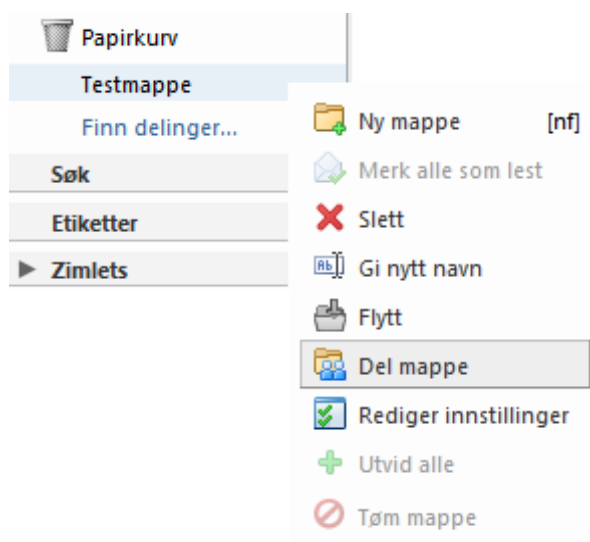 Papirkurv
Testmappe
Finn delinger...
Søk
Etiketter
Zimlets
Ny mappe [nf]
Merk alle som lest
Slett
Gi nytt navn
Flytt
Del mappe
Rediger innstillinger
Utvid alle
Tøm mappe